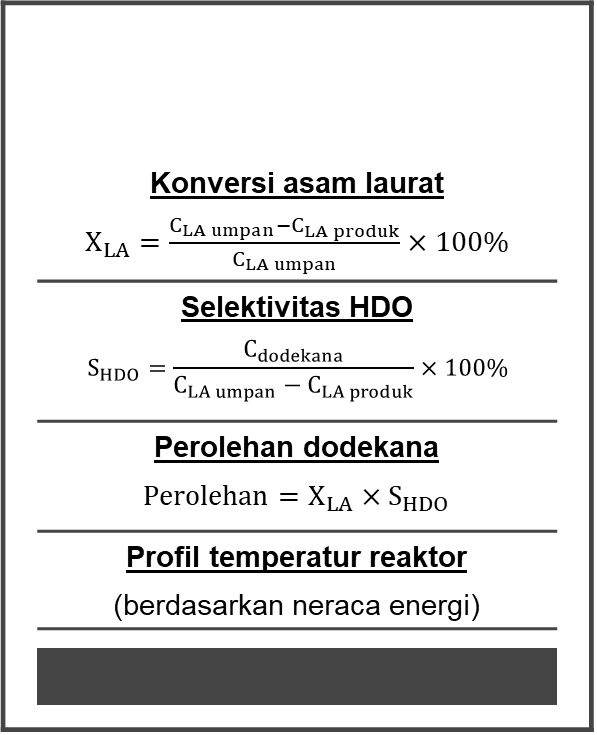 Konversi asam laurat
X_LA = (C_LA umpan − C_LA produk) / C_LA umpan × 100%
Selektivitas HDO
S_HDO = C_dodekana / (C_LA umpan − C_LA produk) × 100%
Perolehan dodekana
Perolehan = X_LA × S_HDO
Profil temperatur reaktor
(berdasarkan neraca energi)